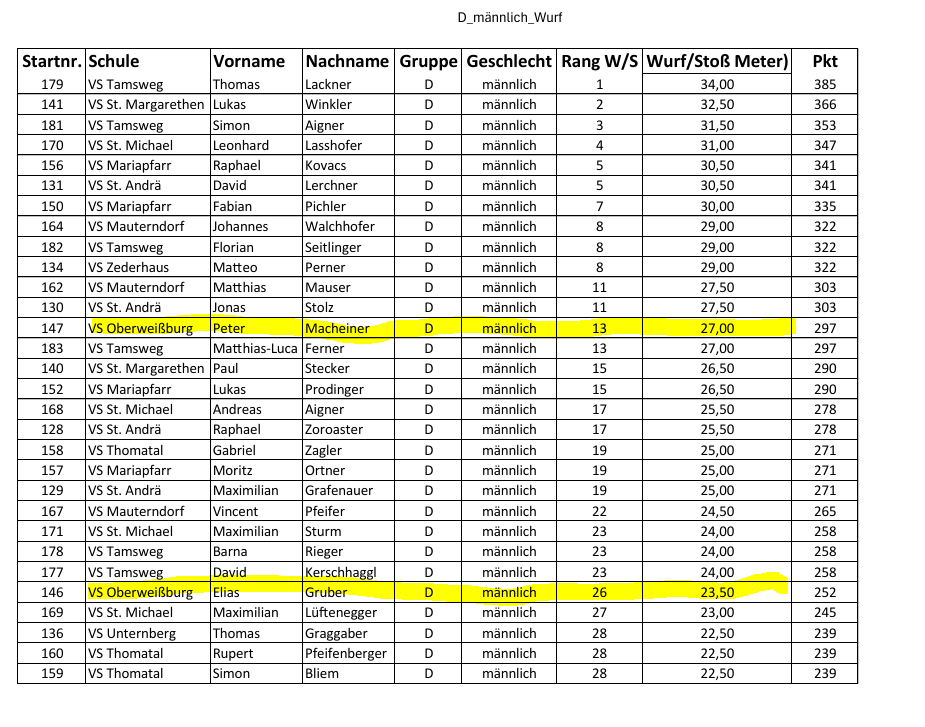 D_männlich_Wurf
Startnr. Schule Vorname Nachname Gruppe Geschlecht Rang W/S Wurf/Stoß Meter) Pkt
179 VS Tamsweg Thomas Lackner D männlich 1 34,00 385
141 VS St. Margarethen Lukas Winkler D männlich 2 32,50 366
181 VS Tamsweg Simon Aigner D männlich 3 31,50 353
170 VS St. Michael Leonhard Lasshofer D männlich 4 31,00 347
156 VS Mariapfarr Raphael Kovacs D männlich 5 30,50 341
131 VS St. Andrä David Lerchner D männlich 5 30,50 341
150 VS Mariapfarr Fabian Pichler D männlich 7 30,00 335
164 VS Mauterndorf Johannes Walchhofer D männlich 8 29,00 322
182 VS Tamsweg Florian Seitlinger D männlich 8 29,00 322
134 VS Zederhaus Matteo Perner D männlich 8 29,00 322
162 VS Mauterndorf Matthias Mauser D männlich 11 27,50 303
130 VS St. Andrä Jonas Stolz D männlich 11 27,50 303
147 VS Oberweißburg Peter Macheiner D männlich 13 27,00 297
183 VS Tamsweg Matthias-Luca Ferner D männlich 13 27,00 297
140 VS St. Margarethen Paul Stecker D männlich 15 26,50 290
152 VS Mariapfarr Lukas Prodinger D männlich 15 26,50 290
168 VS St. Michael Andreas Aigner D männlich 17 25,50 278
128 VS St. Andrä Raphael Zoroaster D männlich 17 25,50 278
158 VS Thomatal Gabriel Zagler D männlich 19 25,00 271
157 VS Mariapfarr Moritz Ortner D männlich 19 25,00 271
129 VS St. Andrä Maximilian Grafenauer D männlich 19 25,00 271
167 VS Mauterndorf Vincent Pfeifer D männlich 22 24,50 265
171 VS St. Michael Maximilian Sturm D männlich 23 24,00 258
178 VS Tamsweg Barna Rieger D männlich 23 24,00 258
177 VS Tamsweg David Kerschhaggl D männlich 23 24,00 258
146 VS Oberweißburg Elias Gruber D männlich 26 23,50 252
169 VS St. Michael Maximilian Lüftenegger D männlich 27 23,00 245
136 VS Unternberg Thomas Graggaber D männlich 28 22,50 239
160 VS Thomatal Rupert Pfeifenberger D männlich 28 22,50 239
159 VS Thomatal Simon Bliem D männlich 28 22,50 239